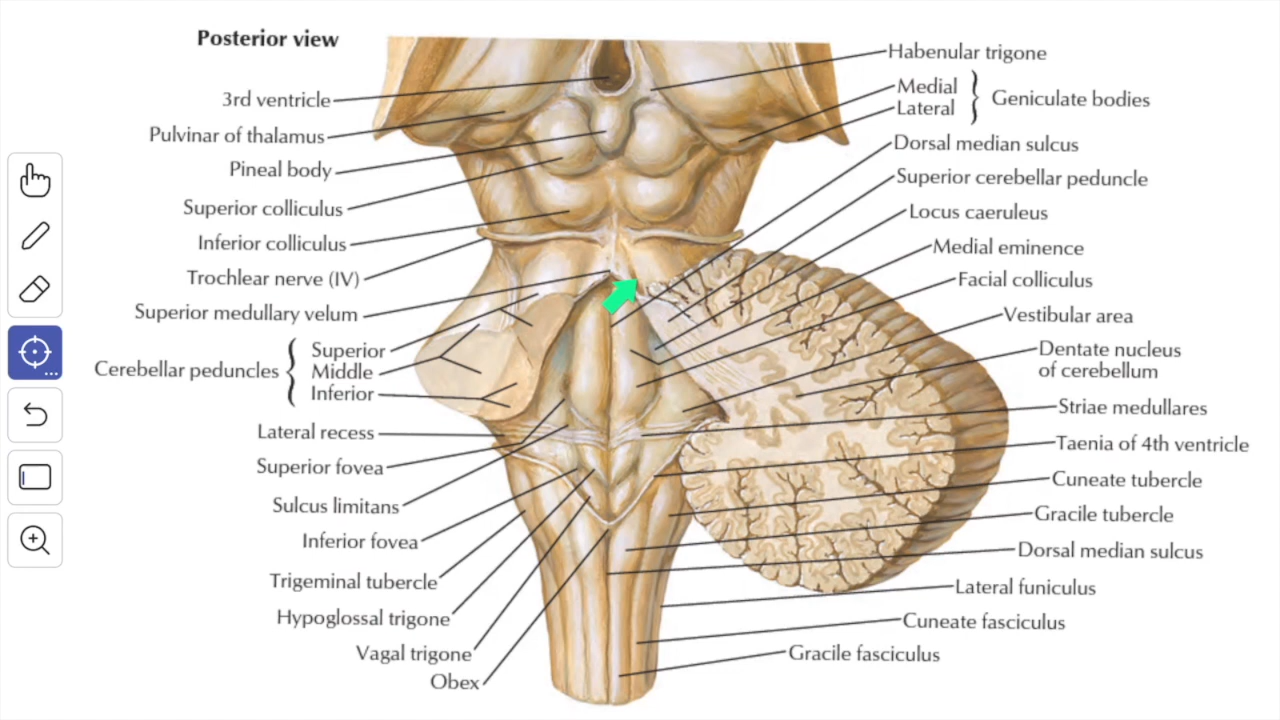 Posterior view
3rd ventricle
Pulvinar of thalamus
Pineal body
Superior colliculus
Inferior colliculus
Trochlear nerve (IV)
Superior medullary velum
Cerebellar peduncles
Superior
Middle
Inferior
Lateral recess
Superior fovea
Sulcus limitans
Inferior fovea
Trigeminal tubercle
Hypoglossal trigone
Vagal trigone
Obex
Habenular trigone
Medial
Lateral
Geniculate bodies
Dorsal median sulcus
Superior cerebellar peduncle
Locus caeruleus
Medial eminence
Facial colliculus
Vestibular area
Dentate nucleus
of cerebellum
Striae medullares
Taenia of 4th ventricle
Cuneate tubercle
Gracile tubercle
Dorsal median sulcus
Lateral funiculus
Cuneate fasciculus
Gracile fasciculus